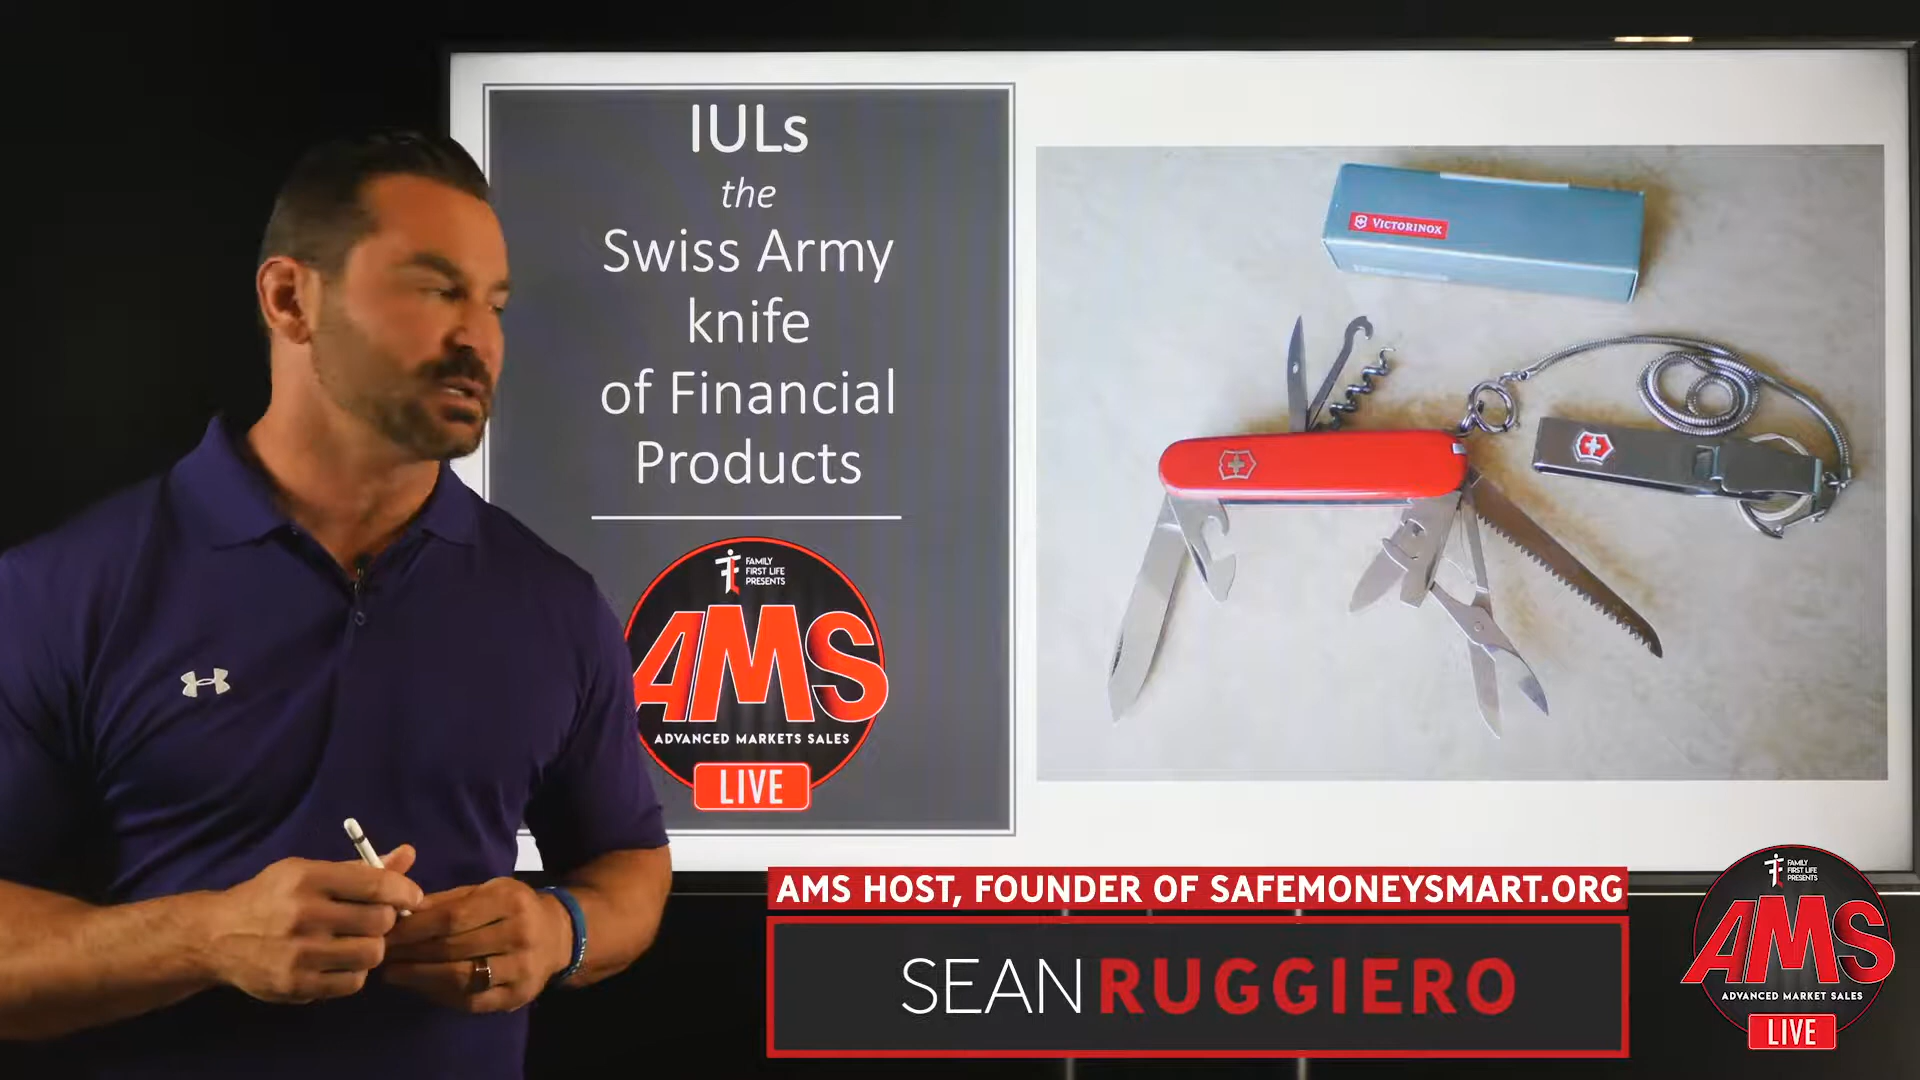 IULs
the
Swiss Army
knife
of Financial
Products
FAMILY
FIRST LIFE
PRESENTS
AMS
ADVANCED MARKETS SALES
LIVE
VICTORINOX
AMS HOST, FOUNDER OF SAFEMONEYSMART.ORG
SEAN RUGGIERO
FAMILY
FIRST LIFE
PRESENTS
AMS
ADVANCED MARKET SALES
LIVE